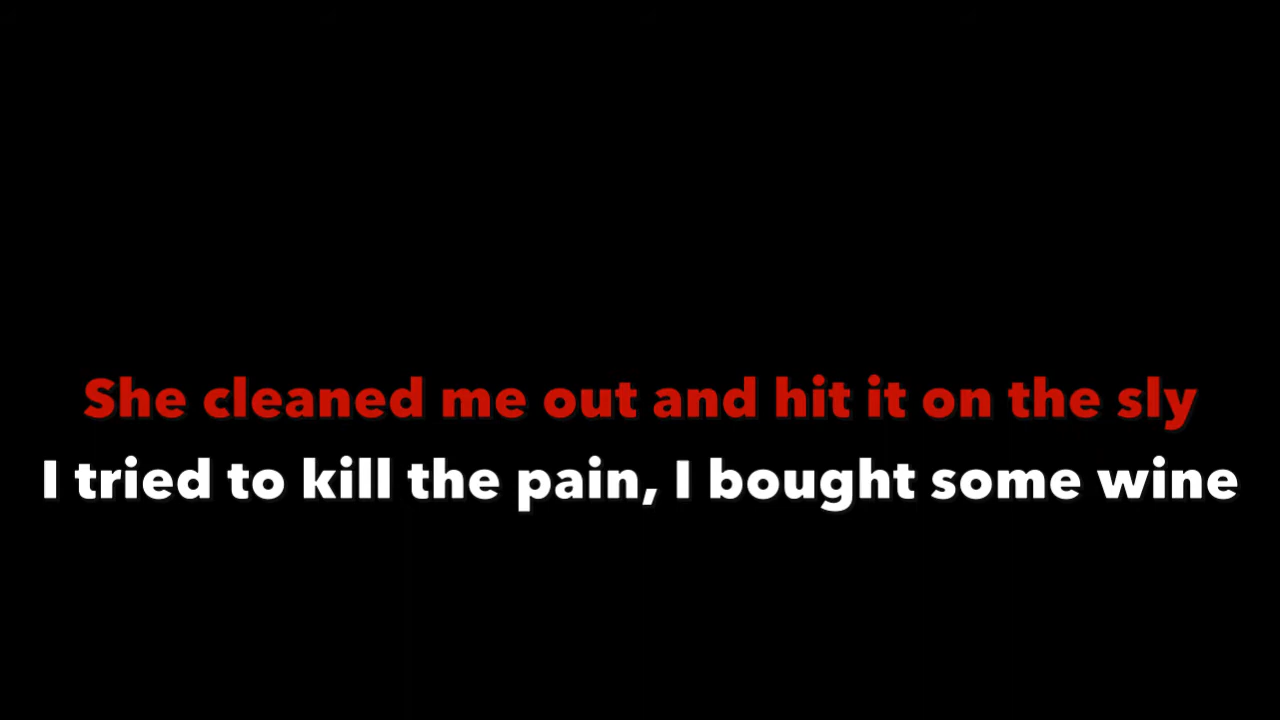 She cleaned me out and hit it on the sly
I tried to kill the pain, I bought some wine